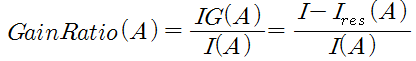 GainRatio(A) = IG(A) / I(A) = I − I_res(A) / I(A)